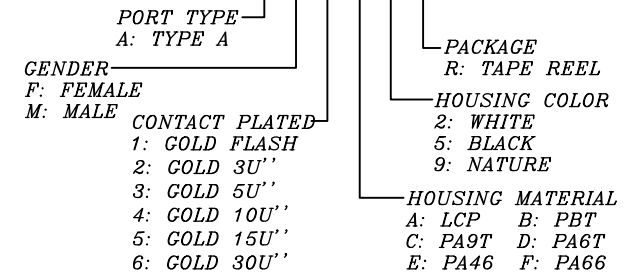 PORT TYPE
A: TYPE A
GENDER
F: FEMALE
M: MALE
CONTACT PLATED
1: GOLD FLASH
2: GOLD 3U''
3: GOLD 5U''
4: GOLD 10U''
5: GOLD 15U''
6: GOLD 30U''
PACKAGE
R: TAPE REEL
HOUSING COLOR
2: WHITE
5: BLACK
9: NATURE
HOUSING MATERIAL
A: LCP B: PBT
C: PA9T D: PA6T
E: PA46 F: PA66